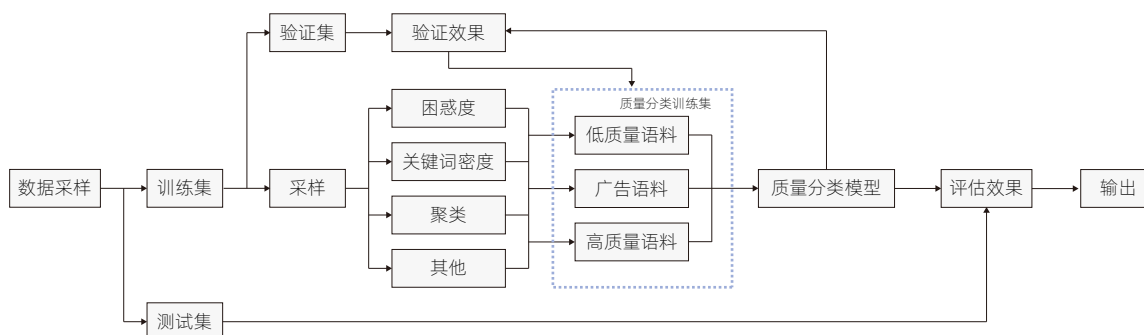 验证集
验证效果
质量分类训练集
困惑度
低质量语料
关键词密度
数据采样
训练集
采样
广告语料
质量分类模型
评估效果
输出
聚类
高质量语料
其他
测试集